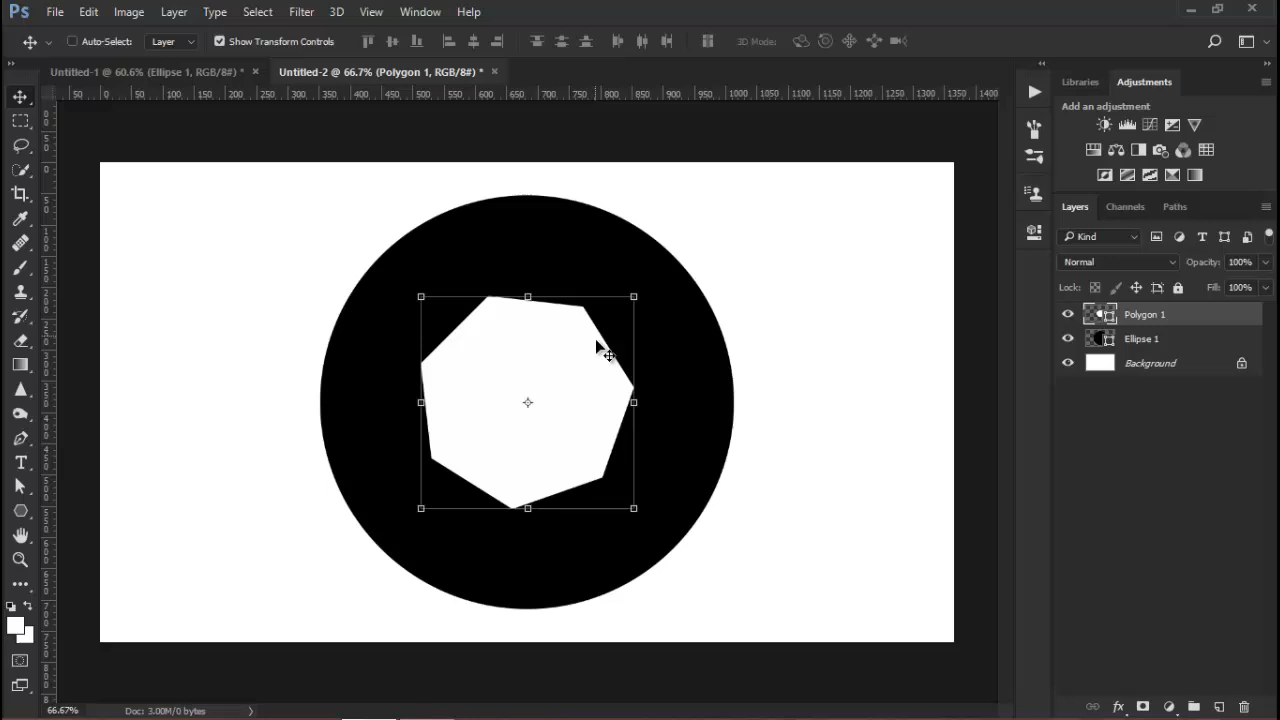 Ps File Edit Image Layer Type Select Filter 3D View Window Help
Auto-Select: Layer Show Transform Controls 3D Mode:
Untitled-1 @ 60.6% (Ellipse 1, RGB/8#) * Untitled-2 @ 66.7% (Polygon 1, RGB/8#) *
50 0 50 100 150 200 250 300 350 400 450 500 550 600 650 700 750 800 850 900 950 1000 1050 1100 1150 1200 1250 1300 1350 1400
Libraries Adjustments
Add an adjustment
Layers Channels Paths
Kind
Normal Opacity: 100%
Lock: Fill: 100%
Polygon 1
Ellipse 1
Background
66.67% Doc: 3.00M/0 bytes